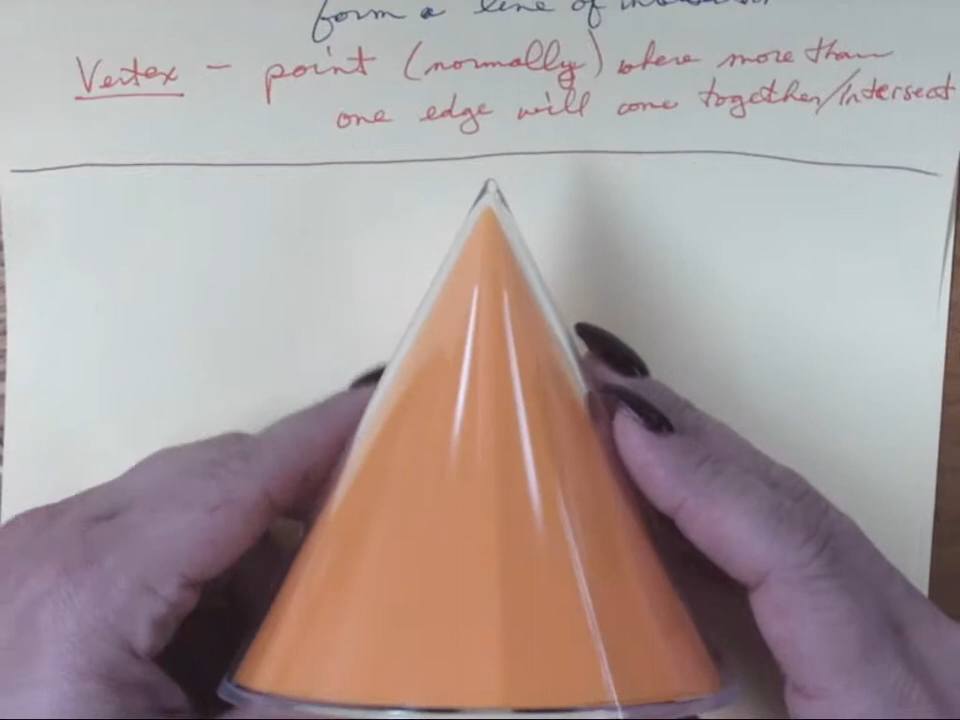 form a line of
Vertex - point (normally) where more than
one edge will come together/intersect